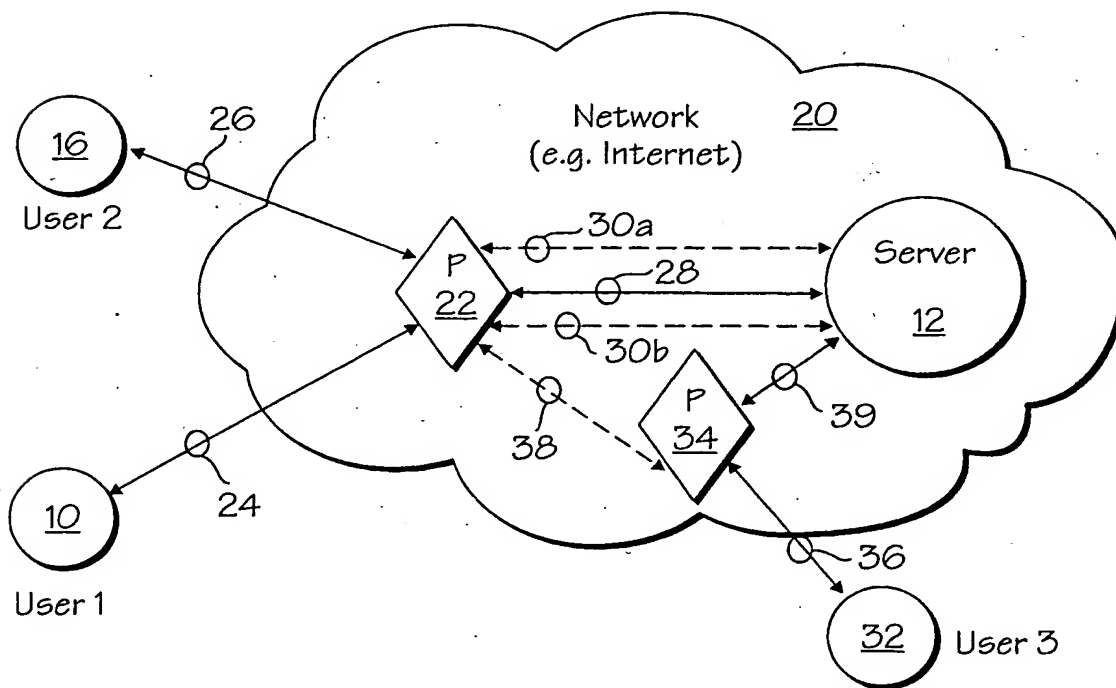 Network
(e.g. Internet)
20
26
16
User 2
30a
Server
12
P
22
28
30b
P
34
39
38
24
10
User 1
36
32
User 3